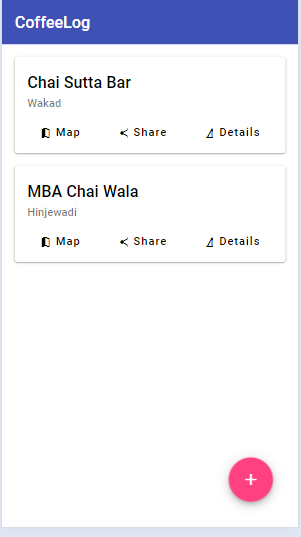 CoffeeLog
Chai Sutta Bar
Wakad
Map Share Details
MBA Chai Wala
Hinjewadi
Map Share Details
+